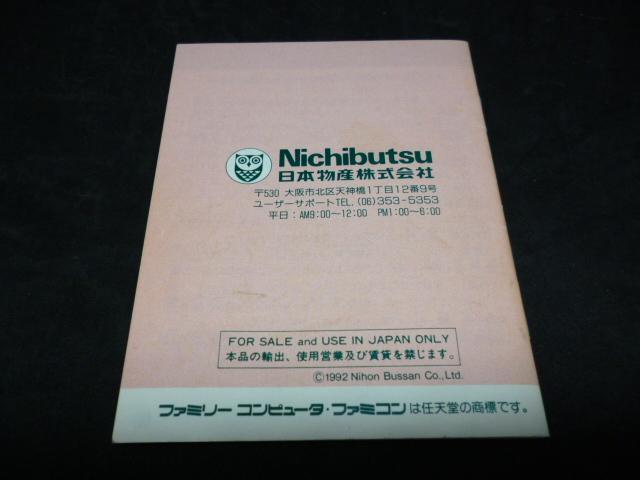 Nichibutsu
日本物産株式会社
〒530 大阪市北区天神橋1丁目12番9号
ユーザーサポートTEL. (06)353-5353
平日:AM9:00〜12:00 PM1:00〜6:00
FOR SALE and USE IN JAPAN ONLY
本品の輸出、使用営業及び賃貸を禁じます。
©1992 Nihon Bussan Co., Ltd.
ファミリー コンピュータ・ファミコンは任天堂の商標です。